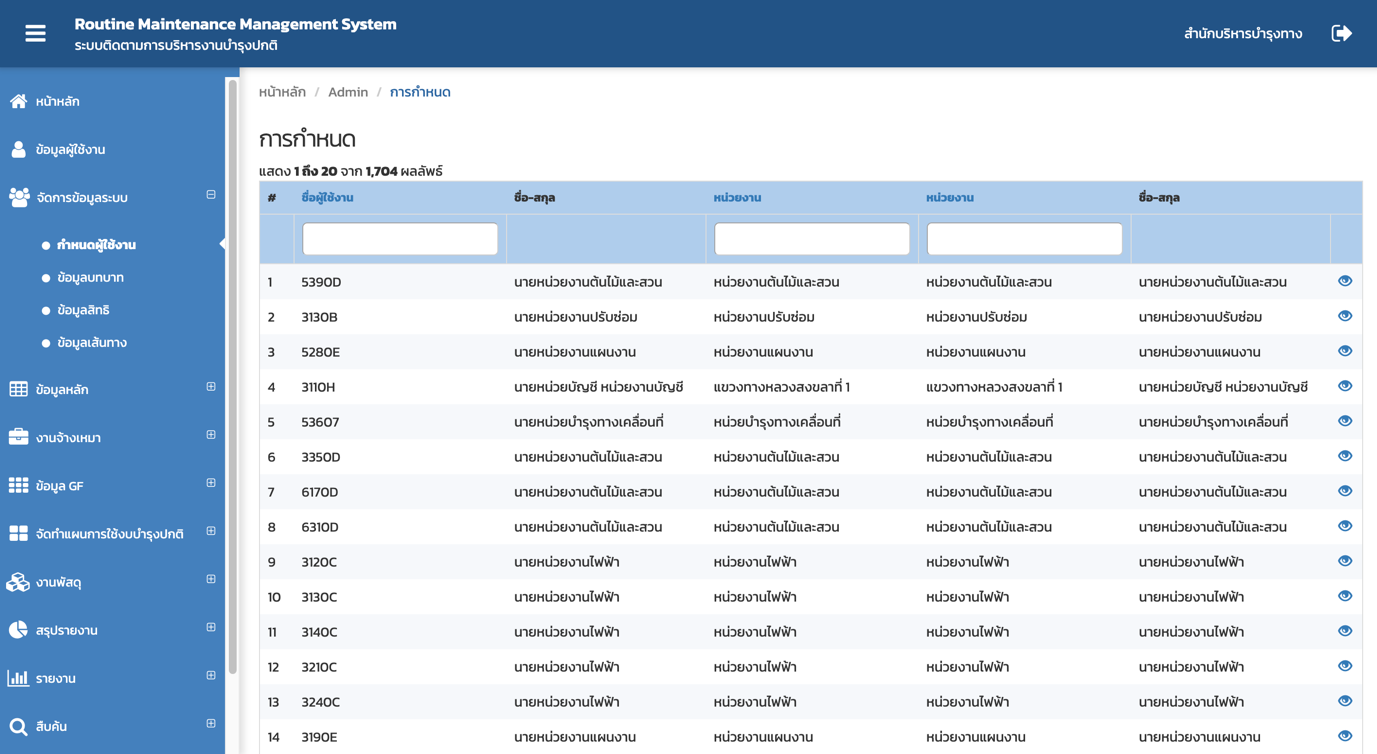 Routine Maintenance Management System
ระบบติดตามการบริหารงานบำรุงปกติ
สำนักบริหารบำรุงทาง
หน้าหลัก
ข้อมูลผู้ใช้งาน
จัดการข้อมูลระบบ
กำหนดผู้ใช้งาน
ข้อมูลบทบาท
ข้อมูลสิทธิ
ข้อมูลเส้นทาง
ข้อมูลหลัก
งานจ้างเหมา
ข้อมูล GF
จัดทำแผนการใช้งบบำรุงปกติ
งานพัสดุ
สรุปรายงาน
รายงาน
สืบค้น
หน้าหลัก / Admin / การกำหนด
การกำหนด
แสดง 1 ถึง 20 จาก 1,704 ผลลัพธ์
# ชื่อผู้ใช้งาน ชื่อ-สกุล หน่วยงาน หน่วยงาน ชื่อ-สกุล
1 5390D นายหน่วยงานต้นไม้และสวน หน่วยงานต้นไม้และสวน หน่วยงานต้นไม้และสวน นายหน่วยงานต้นไม้และสวน
2 3130B นายหน่วยงานปรับซ่อม หน่วยงานปรับซ่อม หน่วยงานปรับซ่อม นายหน่วยงานปรับซ่อม
3 5280E นายหน่วยงานแผนงาน หน่วยงานแผนงาน หน่วยงานแผนงาน นายหน่วยงานแผนงาน
4 3110H นายหน่วยบัญชี หน่วยงานบัญชี แขวงทางหลวงสงขลาที่ 1 แขวงทางหลวงสงขลาที่ 1 นายหน่วยบัญชี หน่วยงานบัญชี
5 53607 นายหน่วยบำรุงทางเคลื่อนที่ หน่วยบำรุงทางเคลื่อนที่ หน่วยบำรุงทางเคลื่อนที่ นายหน่วยบำรุงทางเคลื่อนที่
6 3350D นายหน่วยงานต้นไม้และสวน หน่วยงานต้นไม้และสวน หน่วยงานต้นไม้และสวน นายหน่วยงานต้นไม้และสวน
7 6170D นายหน่วยงานต้นไม้และสวน หน่วยงานต้นไม้และสวน หน่วยงานต้นไม้และสวน นายหน่วยงานต้นไม้และสวน
8 6310D นายหน่วยงานต้นไม้และสวน หน่วยงานต้นไม้และสวน หน่วยงานต้นไม้และสวน นายหน่วยงานต้นไม้และสวน
9 3120C นายหน่วยงานไฟฟ้า หน่วยงานไฟฟ้า หน่วยงานไฟฟ้า นายหน่วยงานไฟฟ้า
10 3130C นายหน่วยงานไฟฟ้า หน่วยงานไฟฟ้า หน่วยงานไฟฟ้า นายหน่วยงานไฟฟ้า
11 3140C นายหน่วยงานไฟฟ้า หน่วยงานไฟฟ้า หน่วยงานไฟฟ้า นายหน่วยงานไฟฟ้า
12 3210C นายหน่วยงานไฟฟ้า หน่วยงานไฟฟ้า หน่วยงานไฟฟ้า นายหน่วยงานไฟฟ้า
13 3240C นายหน่วยงานไฟฟ้า หน่วยงานไฟฟ้า หน่วยงานไฟฟ้า นายหน่วยงานไฟฟ้า
14 3190E นายหน่วยงานแผนงาน หน่วยงานแผนงาน หน่วยงานแผนงาน นายหน่วยงานแผนงาน